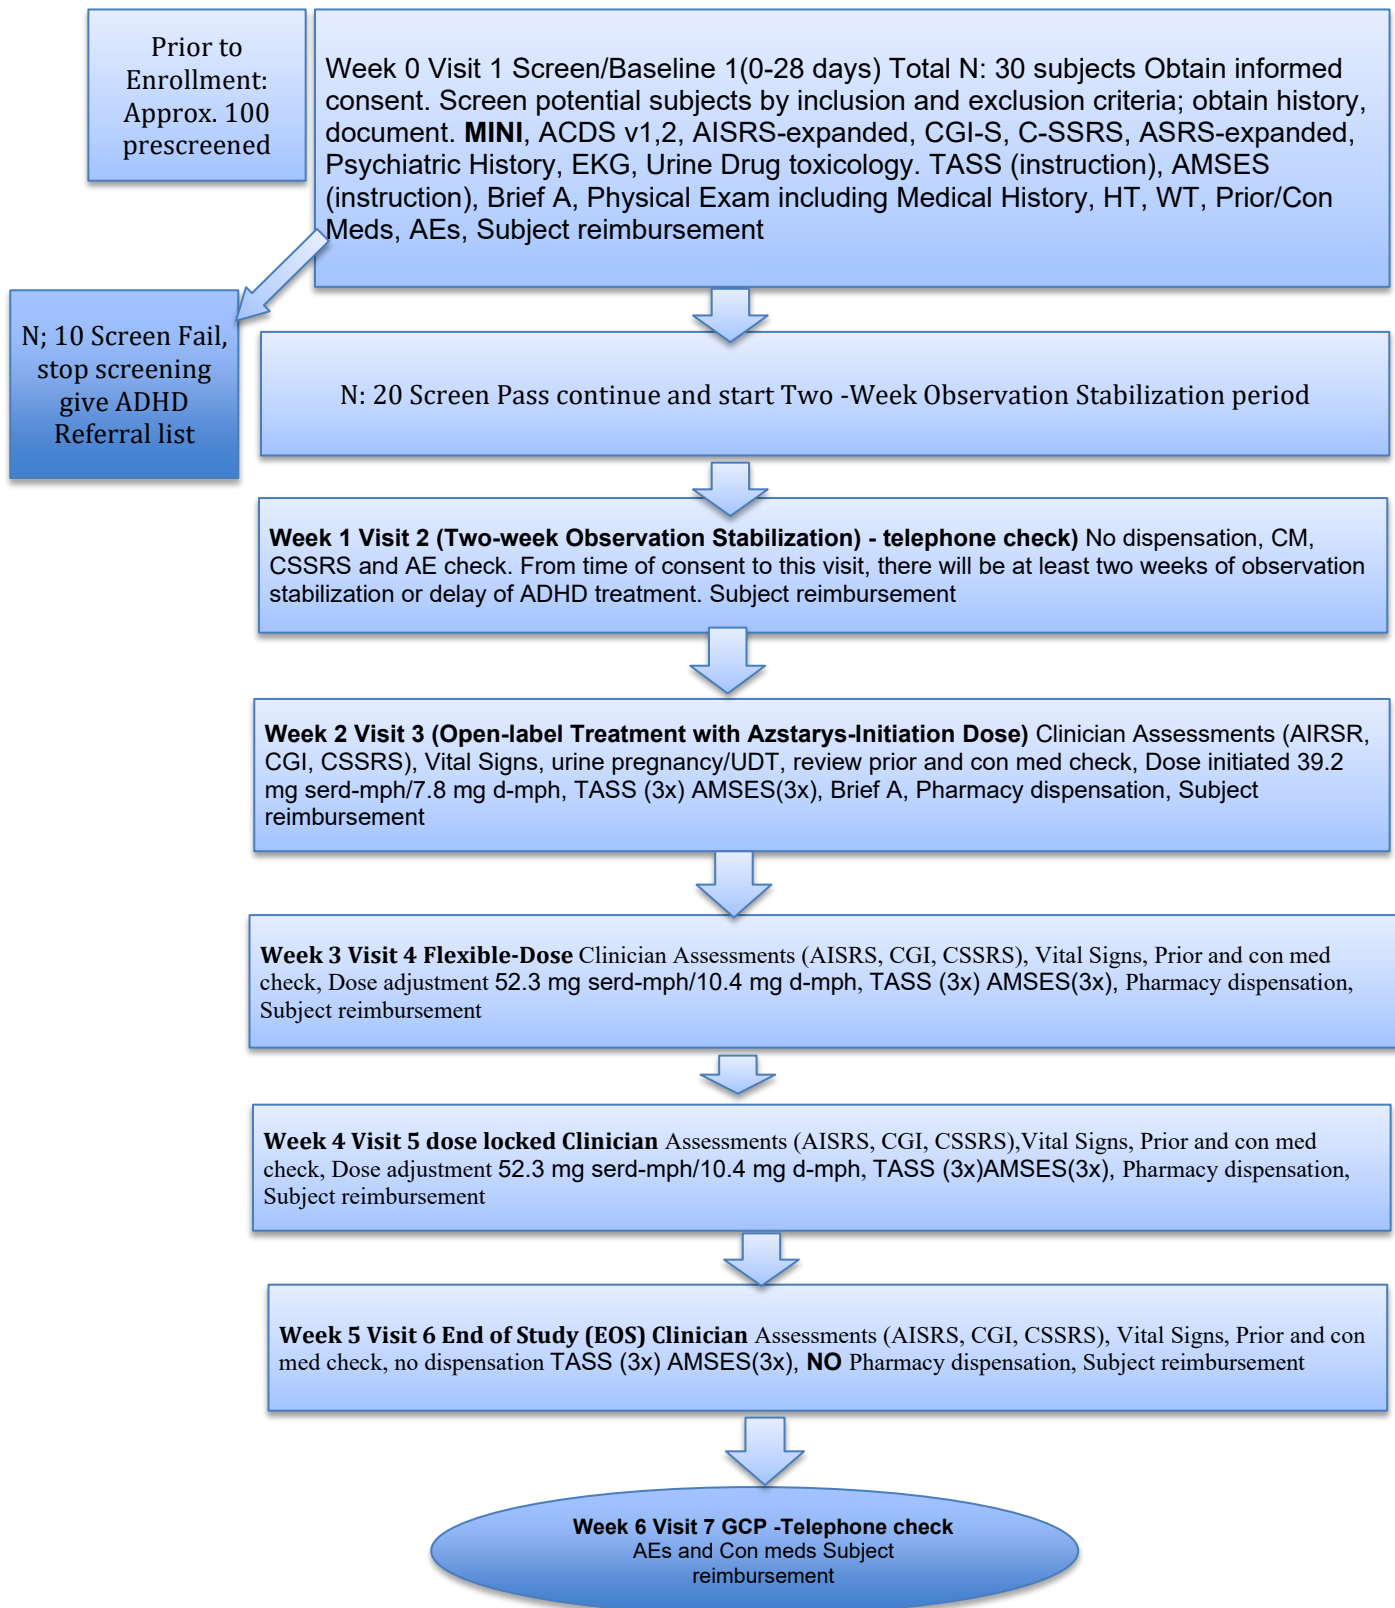 Prior to
Enrollment:
Approx. 100
prescreened
Week 0 Visit 1 Screen/Baseline 1(0-28 days) Total N: 30 subjects Obtain informed
consent. Screen potential subjects by inclusion and exclusion criteria; obtain history,
document. MINI, ACDS v1,2, AISRS-expanded, CGI-S, C-SSRS, ASRS-expanded,
Psychiatric History, EKG, Urine Drug toxicology. TASS (instruction), AMSES
(instruction), Brief A, Physical Exam including Medical History, HT, WT, Prior/Con
Meds, AEs, Subject reimbursement
N; 10 Screen Fail,
stop screening
give ADHD
Referral list
N: 20 Screen Pass continue and start Two -Week Observation Stabilization period
Week 1 Visit 2 (Two-week Observation Stabilization) - telephone check) No dispensation, CM,
CSSRS and AE check. From time of consent to this visit, there will be at least two weeks of observation
stabilization or delay of ADHD treatment. Subject reimbursement
Week 2 Visit 3 (Open-label Treatment with Azstarys-Initiation Dose) Clinician Assessments (AIRSR,
CGI, CSSRS), Vital Signs, urine pregnancy/UDT, review prior and con med check, Dose initiated 39.2
mg serd-mph/7.8 mg d-mph, TASS (3x) AMSES(3x), Brief A, Pharmacy dispensation, Subject
reimbursement
Week 3 Visit 4 Flexible-Dose Clinician Assessments (AISRS, CGI, CSSRS), Vital Signs, Prior and con med
check, Dose adjustment 52.3 mg serd-mph/10.4 mg d-mph, TASS (3x) AMSES(3x), Pharmacy dispensation,
Subject reimbursement
Week 4 Visit 5 dose locked Clinician Assessments (AISRS, CGI, CSSRS),Vital Signs, Prior and con med
check, Dose adjustment 52.3 mg serd-mph/10.4 mg d-mph, TASS (3x)AMSES(3x), Pharmacy dispensation,
Subject reimbursement
Week 5 Visit 6 End of Study (EOS) Clinician Assessments (AISRS, CGI, CSSRS), Vital Signs, Prior and con
med check, no dispensation TASS (3x) AMSES(3x), NO Pharmacy dispensation, Subject reimbursement
Week 6 Visit 7 GCP -Telephone check
AEs and Con meds Subject
reimbursement